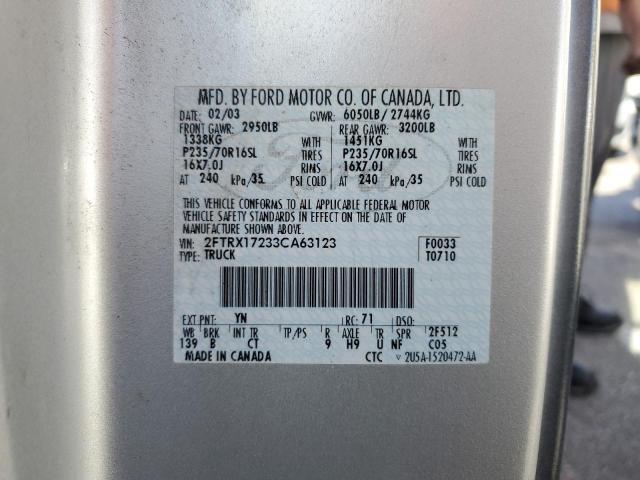 MFD. BY FORD MOTOR CO. OF CANADA, LTD.
DATE: 02/03 GVWR: 6050LB/ 2744KG
FRONT GAWR: 2950LB REAR GAWR: 3200LB
1338KG WITH 1451KG WITH
P235/70R16SL TIRES P235/70R16SL TIRES
16X7.0J RIMS 16X7.0J RIMS
AT 240 kPa/35 PSI COLD AT 240 kPa/35 PSI COLD
THIS VEHICLE CONFORMS TO ALL APPLICABLE FEDERAL MOTOR
VEHICLE SAFETY STANDARDS IN EFFECT ON THE DATE OF
MANUFACTURE SHOWN ABOVE.
VIN: 2FTRX17233CA63123 F0033
TYPE: TRUCK T0710
EXT PNT: YN RC: 71 DSO:
WB BRK INT TR TP/PS R AXLE TR SPR 2F512
139 B CT 9 H9 U NF C05
MADE IN CANADA CTC ▽ 2U5A-1520472-AA